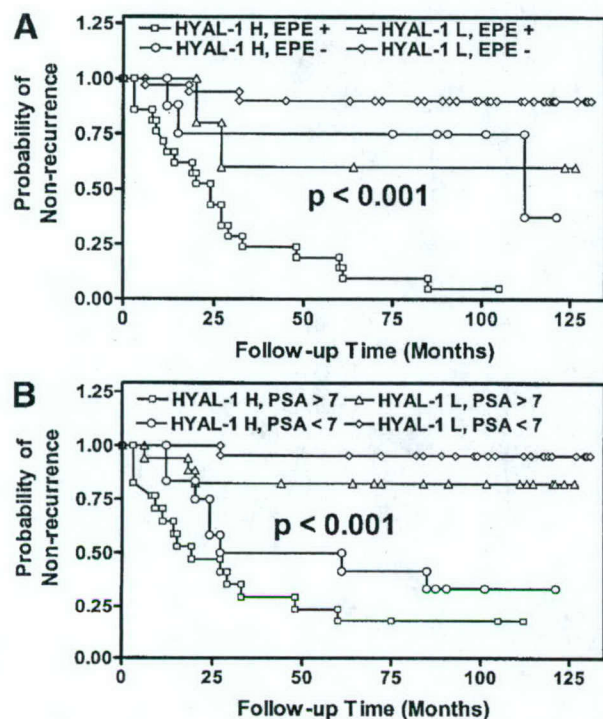 A
HYAL-1 H, EPE + HYAL-1 L, EPE +
HYAL-1 H, EPE - HYAL-1 L, EPE -
Probability of
Non-recurrence
1.25
1.00
0.75
0.50
0.25
0.00
p < 0.001
0 25 50 75 100 125
Follow-up Time (Months)
B
HYAL-1 H, PSA > 7 HYAL-1 L, PSA > 7
HYAL-1 H, PSA < 7 HYAL-1 L, PSA < 7
Probability of
Non-recurrence
1.25
1.00
0.75
0.50
0.25
0.00
p < 0.001
0 25 50 75 100 125
Follow-up Time (Months)